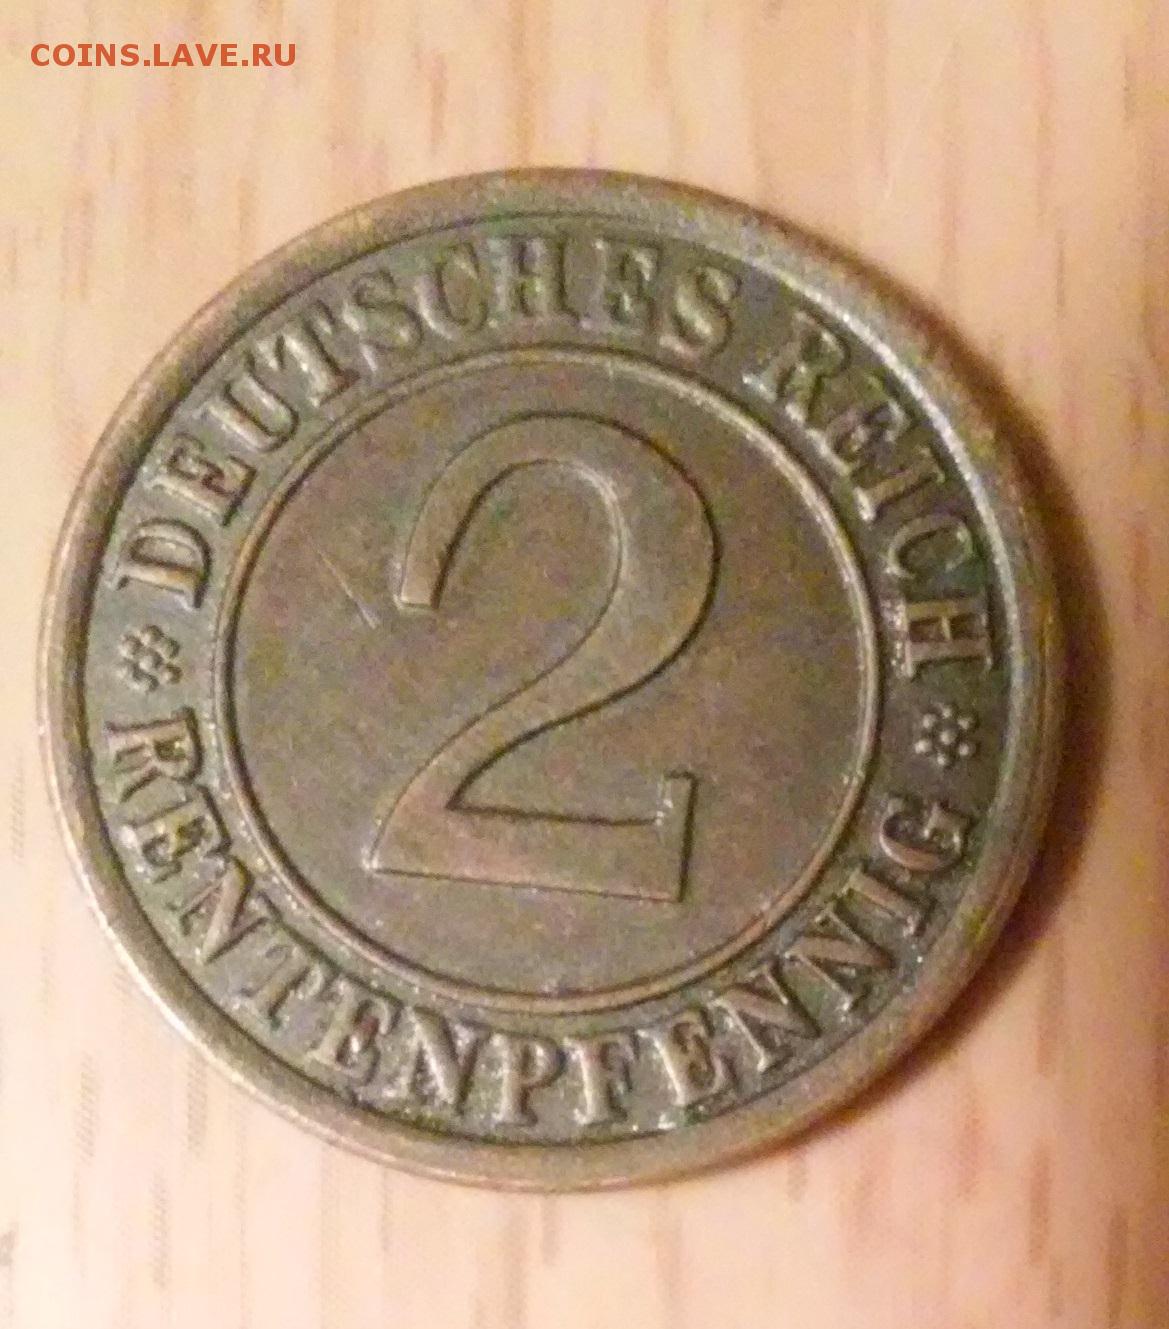 COINS.LAVE.RU
DEUTSCHES REICH
2
RENTENPFENNIG